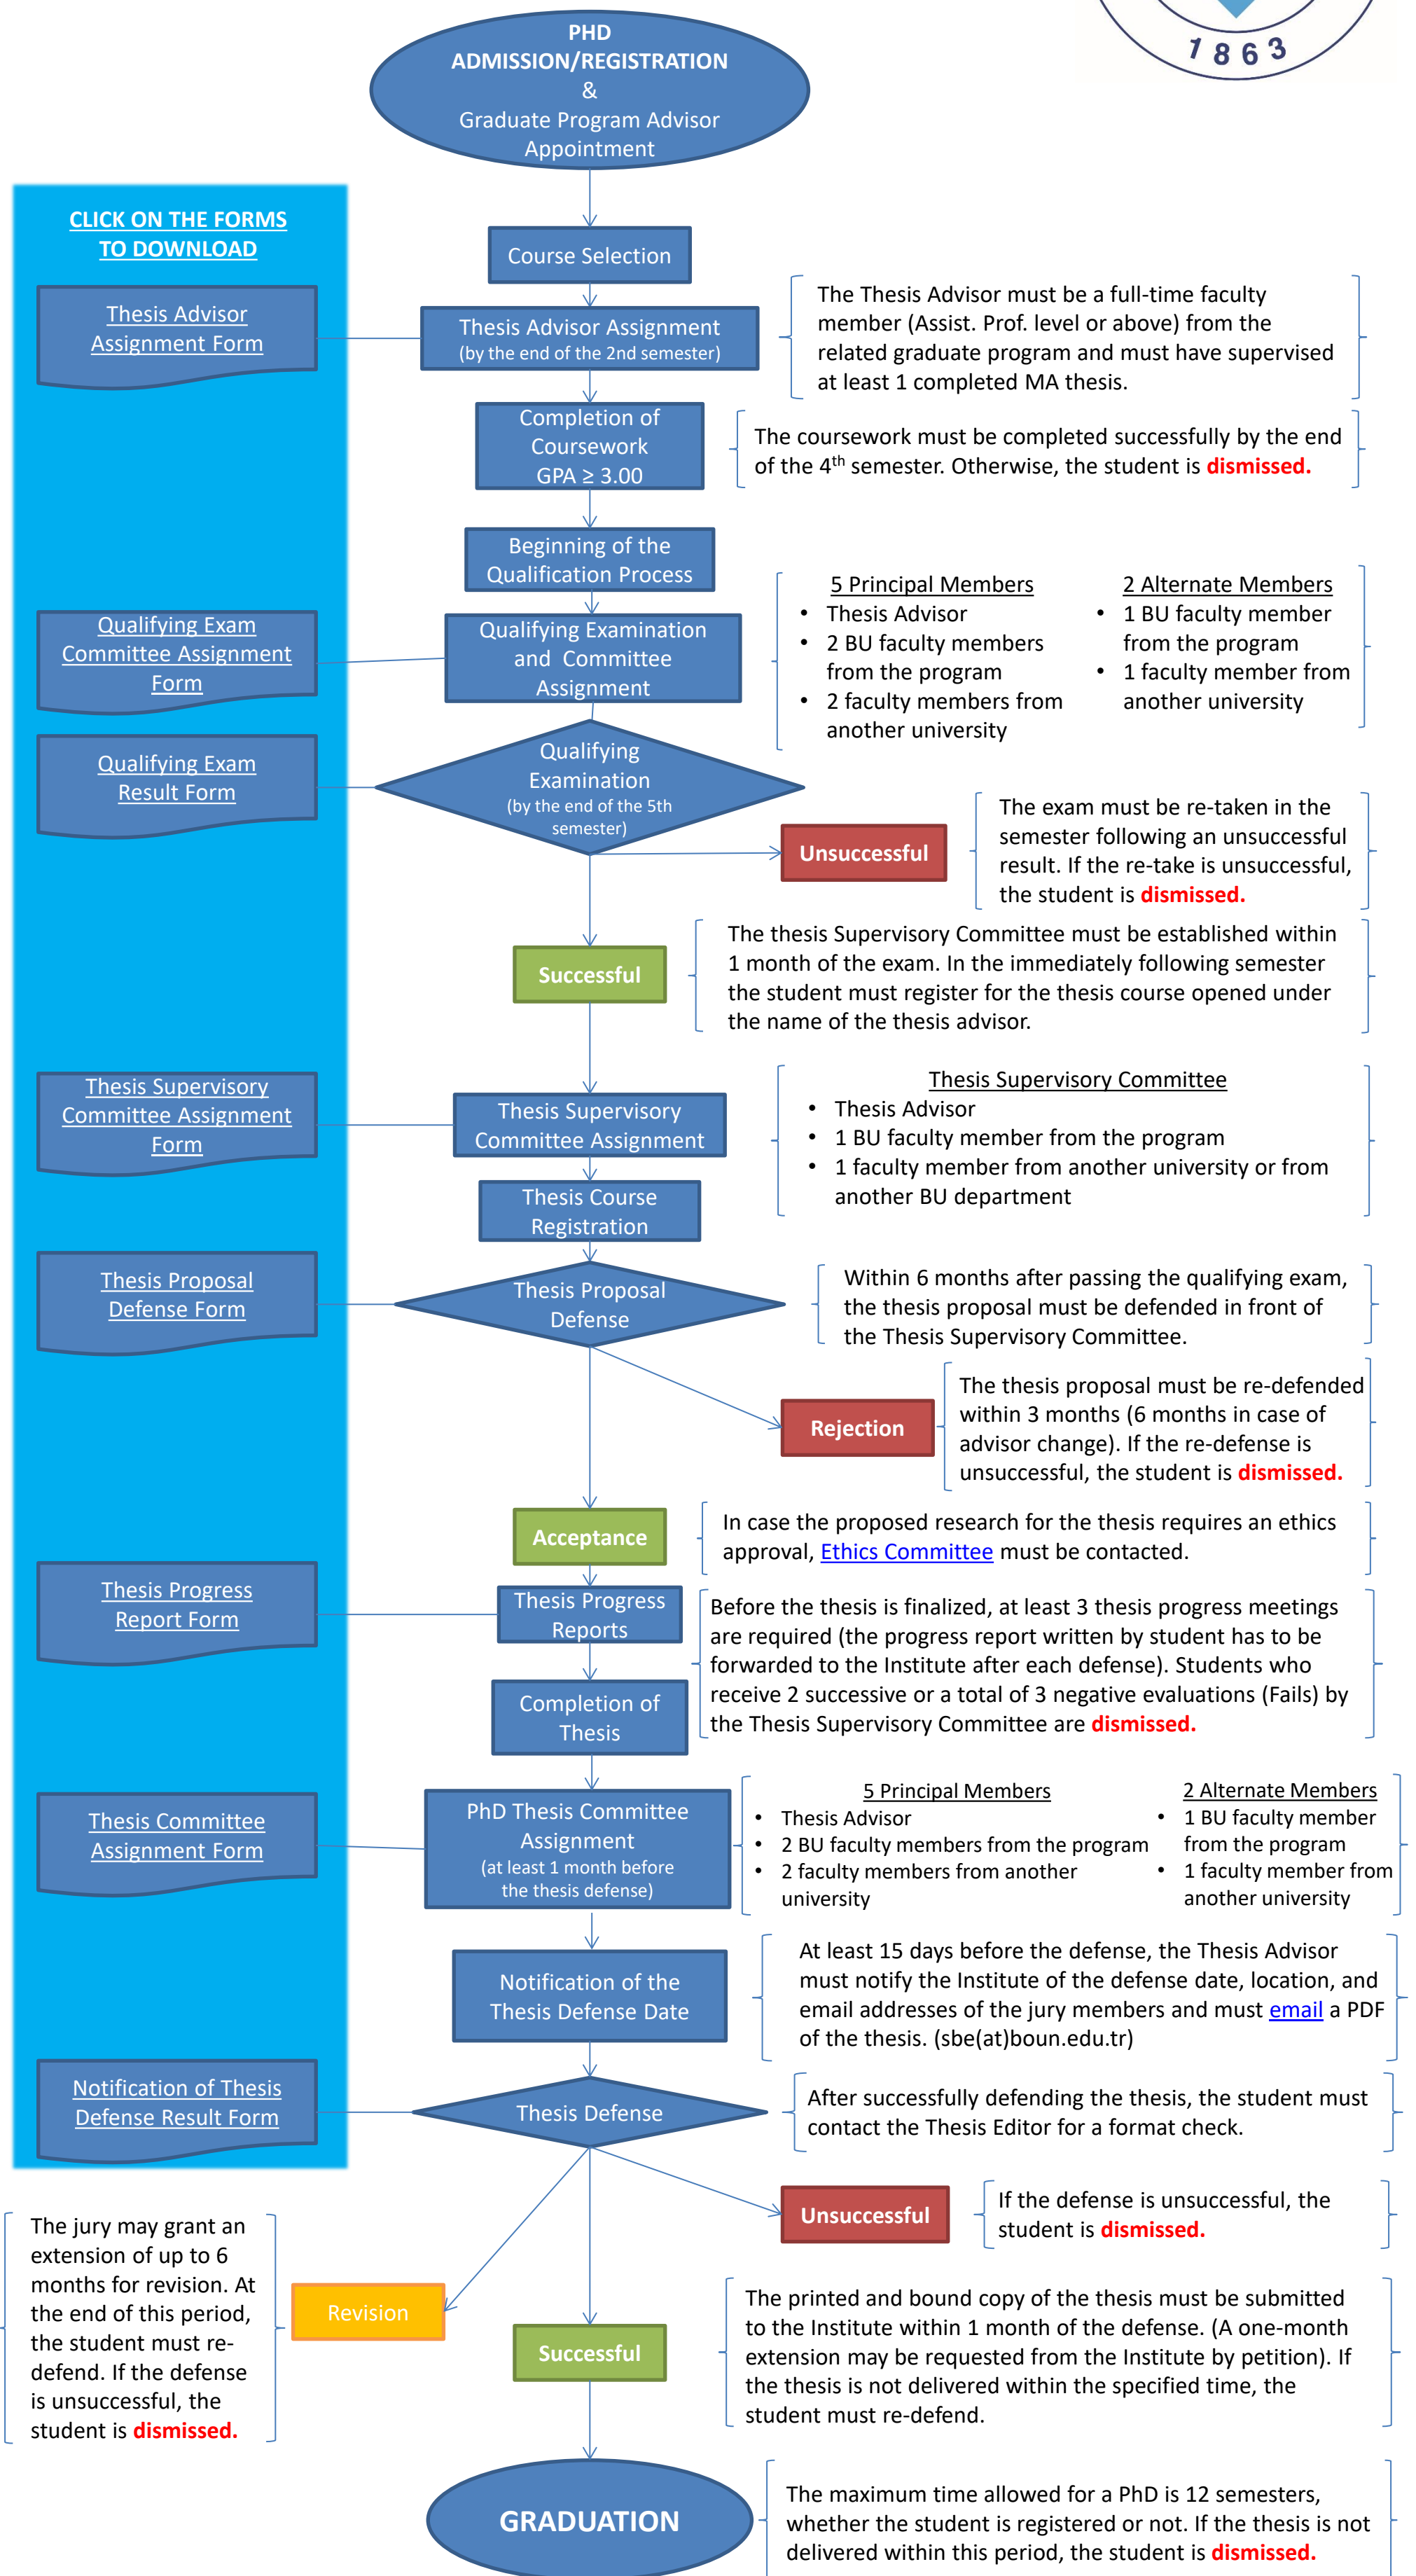 1863
PHD
ADMISSION/REGISTRATION
&
Graduate Program Advisor
Appointment
CLICK ON THE FORMS
TO DOWNLOAD
Course Selection
Thesis Advisor
Assignment Form
Thesis Advisor Assignment
(by the end of the 2nd semester)
The Thesis Advisor must be a full-time faculty
member (Assist. Prof. level or above) from the
related graduate program and must have supervised
at least 1 completed MA thesis.
Completion of
Coursework
GPA ≥ 3.00
The coursework must be completed successfully by the end
of the 4th semester. Otherwise, the student is dismissed.
Beginning of the
Qualification Process
Qualifying Exam
Committee Assignment
Form
Qualifying Examination
and Committee
Assignment
5 Principal Members
• Thesis Advisor
• 2 BU faculty members
from the program
• 2 faculty members from
another university
2 Alternate Members
• 1 BU faculty member
from the program
• 1 faculty member from
another university
Qualifying Exam
Result Form
Qualifying
Examination
(by the end of the 5th
semester)
Unsuccessful
The exam must be re-taken in the
semester following an unsuccessful
result. If the re-take is unsuccessful,
the student is dismissed.
Successful
The thesis Supervisory Committee must be established within
1 month of the exam. In the immediately following semester
the student must register for the thesis course opened under
the name of the thesis advisor.
Thesis Supervisory
Committee Assignment
Form
Thesis Supervisory
Committee Assignment
Thesis Supervisory Committee
• Thesis Advisor
• 1 BU faculty member from the program
• 1 faculty member from another university or from
another BU department
Thesis Course
Registration
Thesis Proposal
Defense Form
Thesis Proposal
Defense
Within 6 months after passing the qualifying exam,
the thesis proposal must be defended in front of
the Thesis Supervisory Committee.
Rejection
The thesis proposal must be re-defended
within 3 months (6 months in case of
advisor change). If the re-defense is
unsuccessful, the student is dismissed.
Acceptance
In case the proposed research for the thesis requires an ethics
approval, Ethics Committee must be contacted.
Thesis Progress
Report Form
Thesis Progress
Reports
Before the thesis is finalized, at least 3 thesis progress meetings
are required (the progress report written by student has to be
forwarded to the Institute after each defense). Students who
receive 2 successive or a total of 3 negative evaluations (Fails) by
the Thesis Supervisory Committee are dismissed.
Completion of
Thesis
Thesis Committee
Assignment Form
PhD Thesis Committee
Assignment
(at least 1 month before
the thesis defense)
5 Principal Members
• Thesis Advisor
• 2 BU faculty members from the program
• 2 faculty members from another
university
2 Alternate Members
• 1 BU faculty member
from the program
• 1 faculty member from
another university
Notification of the
Thesis Defense Date
At least 15 days before the defense, the Thesis Advisor
must notify the Institute of the defense date, location, and
email addresses of the jury members and must email a PDF
of the thesis. (sbe(at)boun.edu.tr)
Notification of Thesis
Defense Result Form
Thesis Defense
After successfully defending the thesis, the student must
contact the Thesis Editor for a format check.
Unsuccessful
If the defense is unsuccessful, the
student is dismissed.
The jury may grant an
extension of up to 6
months for revision. At
the end of this period,
the student must re-
defend. If the defense
is unsuccessful, the
student is dismissed.
Revision
Successful
The printed and bound copy of the thesis must be submitted
to the Institute within 1 month of the defense. (A one-month
extension may be requested from the Institute by petition). If
the thesis is not delivered within the specified time, the
student must re-defend.
GRADUATION
The maximum time allowed for a PhD is 12 semesters,
whether the student is registered or not. If the thesis is not
delivered within this period, the student is dismissed.